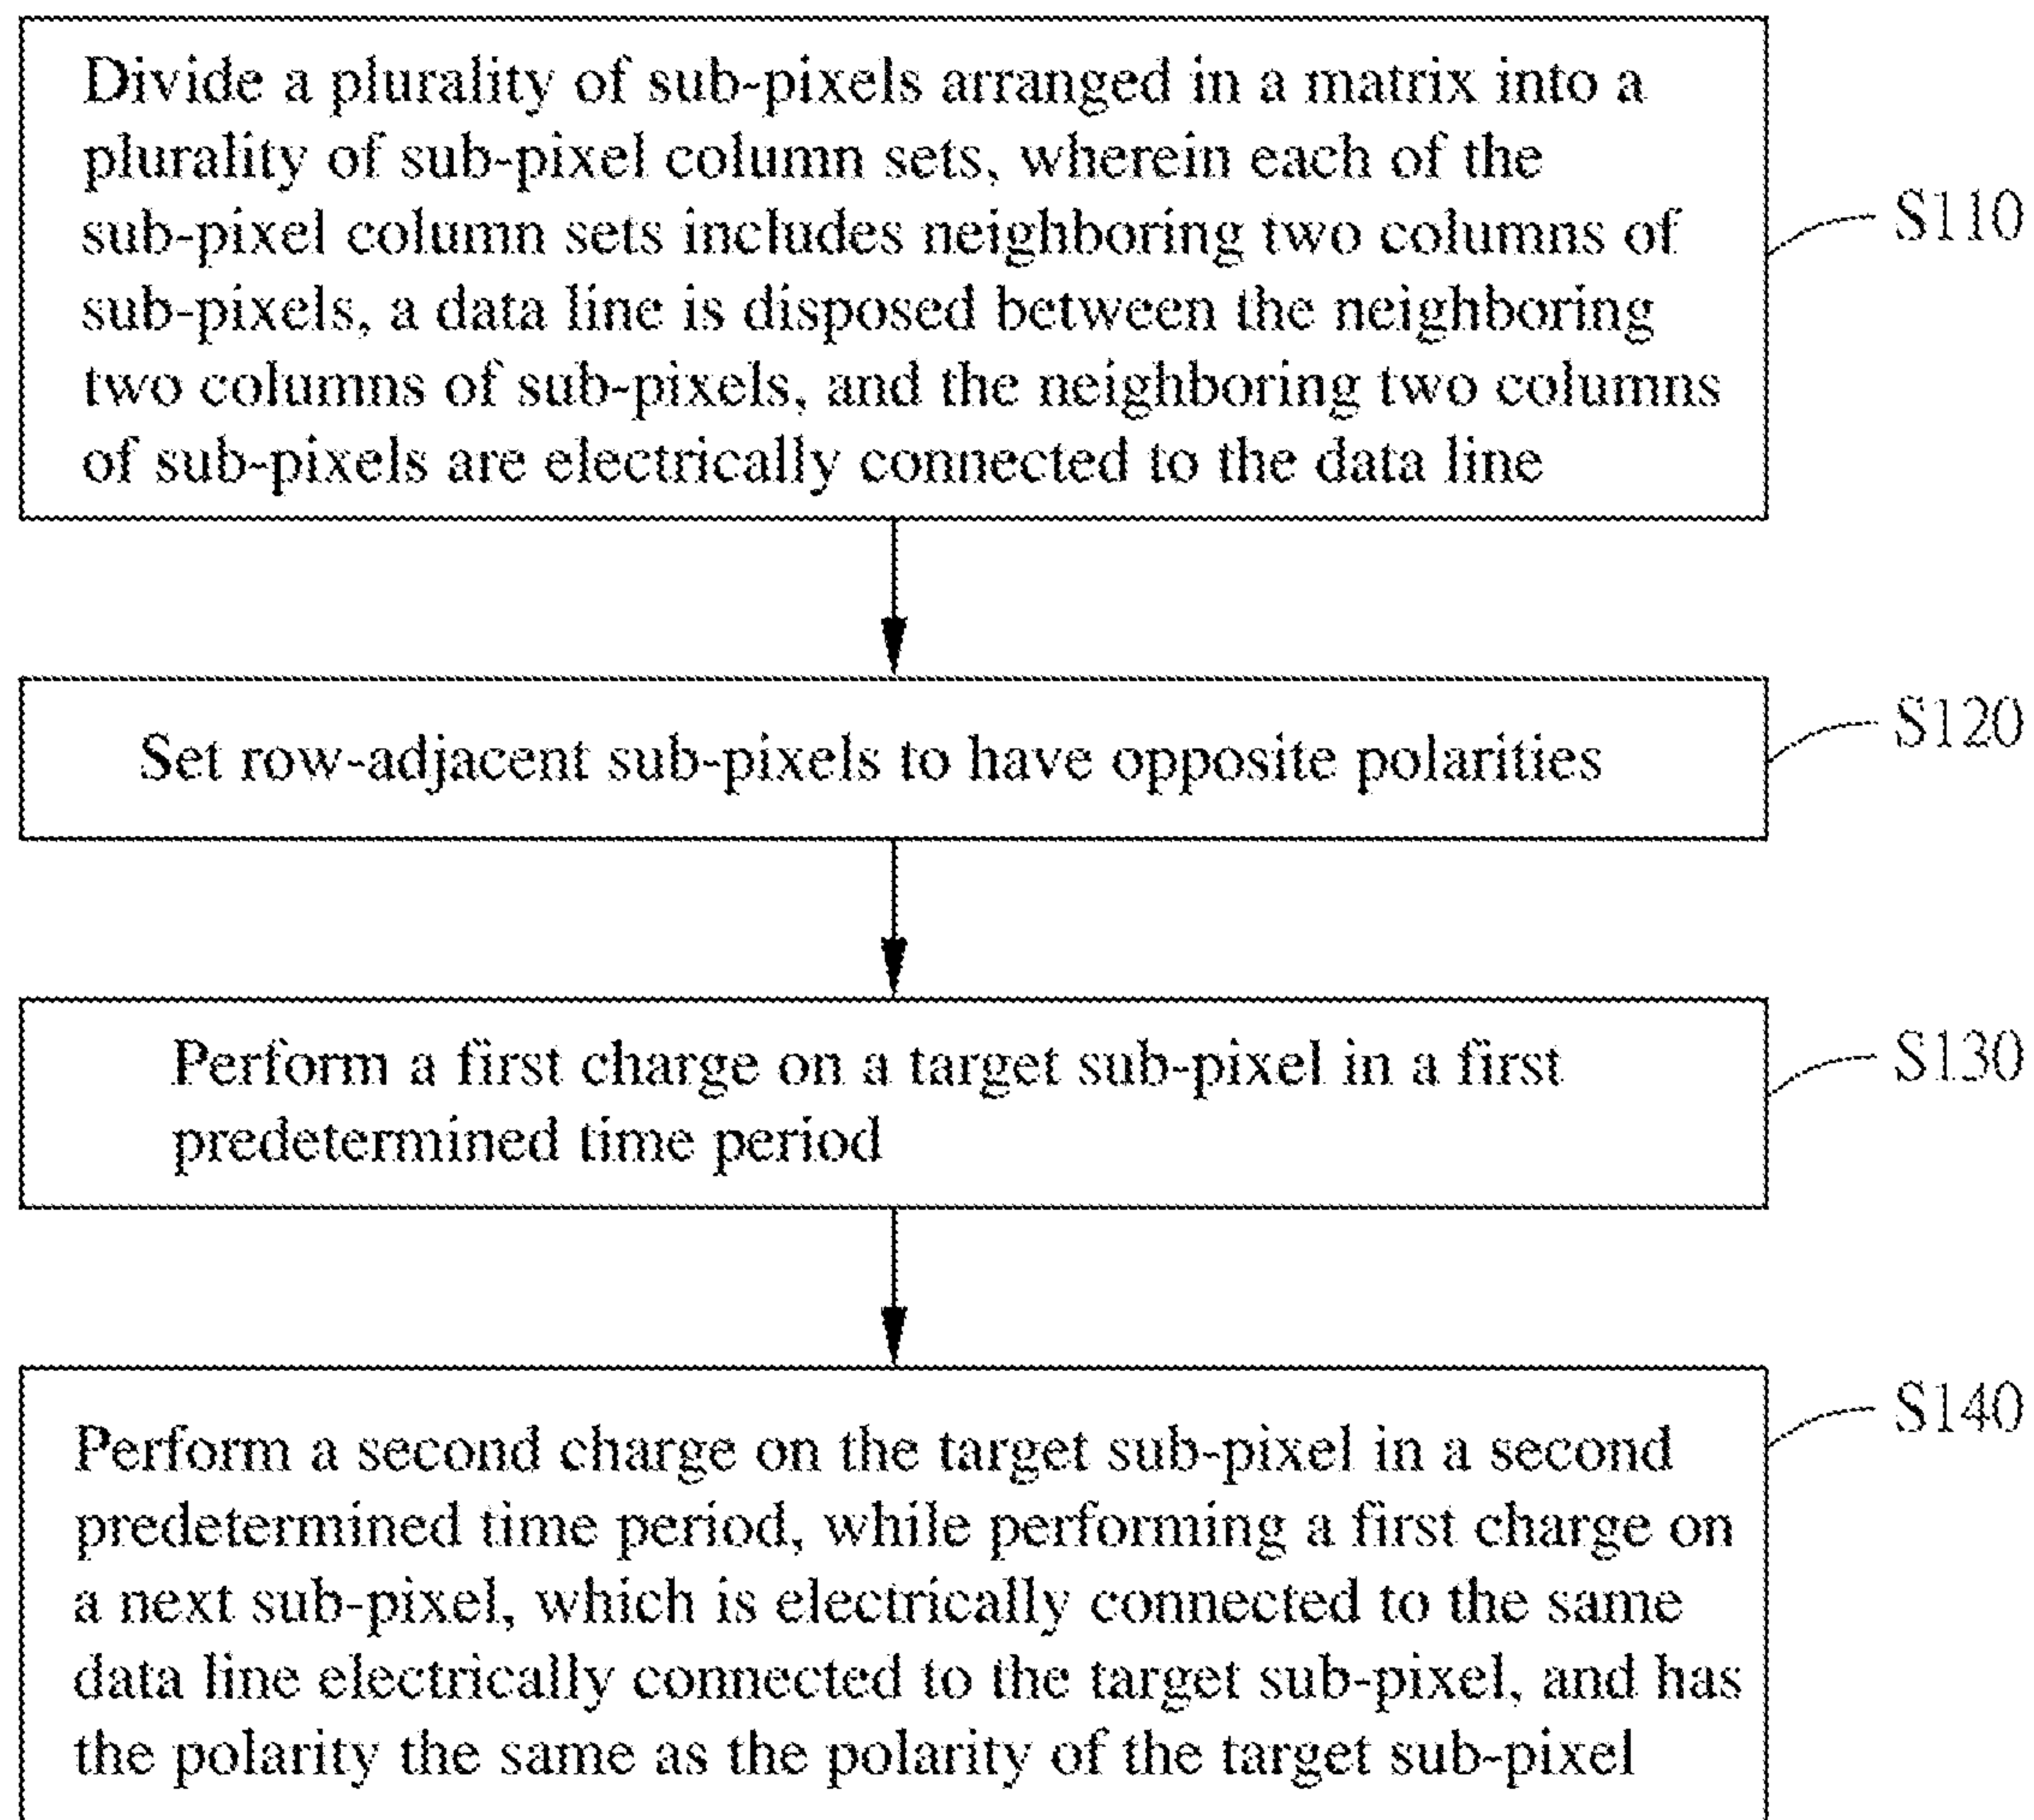 Divide a plurality of sub-pixels arranged in a matrix into a
plurality of sub-pixel column sets, wherein each of the
sub-pixel column sets includes neighboring two columns of
sub-pixels, a data line is disposed between the neighboring
two columns of sub-pixels, and the neighboring two columns
of sub-pixels are electrically connected to the data line
S110
Set row-adjacent sub-pixels to have opposite polarities
S120
Perform a first charge on a target sub-pixel in a first
predetermined time period
S130
Perform a second charge on the target sub-pixel in a second
predetermined time period, while performing a first charge on
a next sub-pixel, which is electrically connected to the same
data line electrically connected to the target sub-pixel, and has
the polarity the same as the polarity of the target sub-pixel
S140